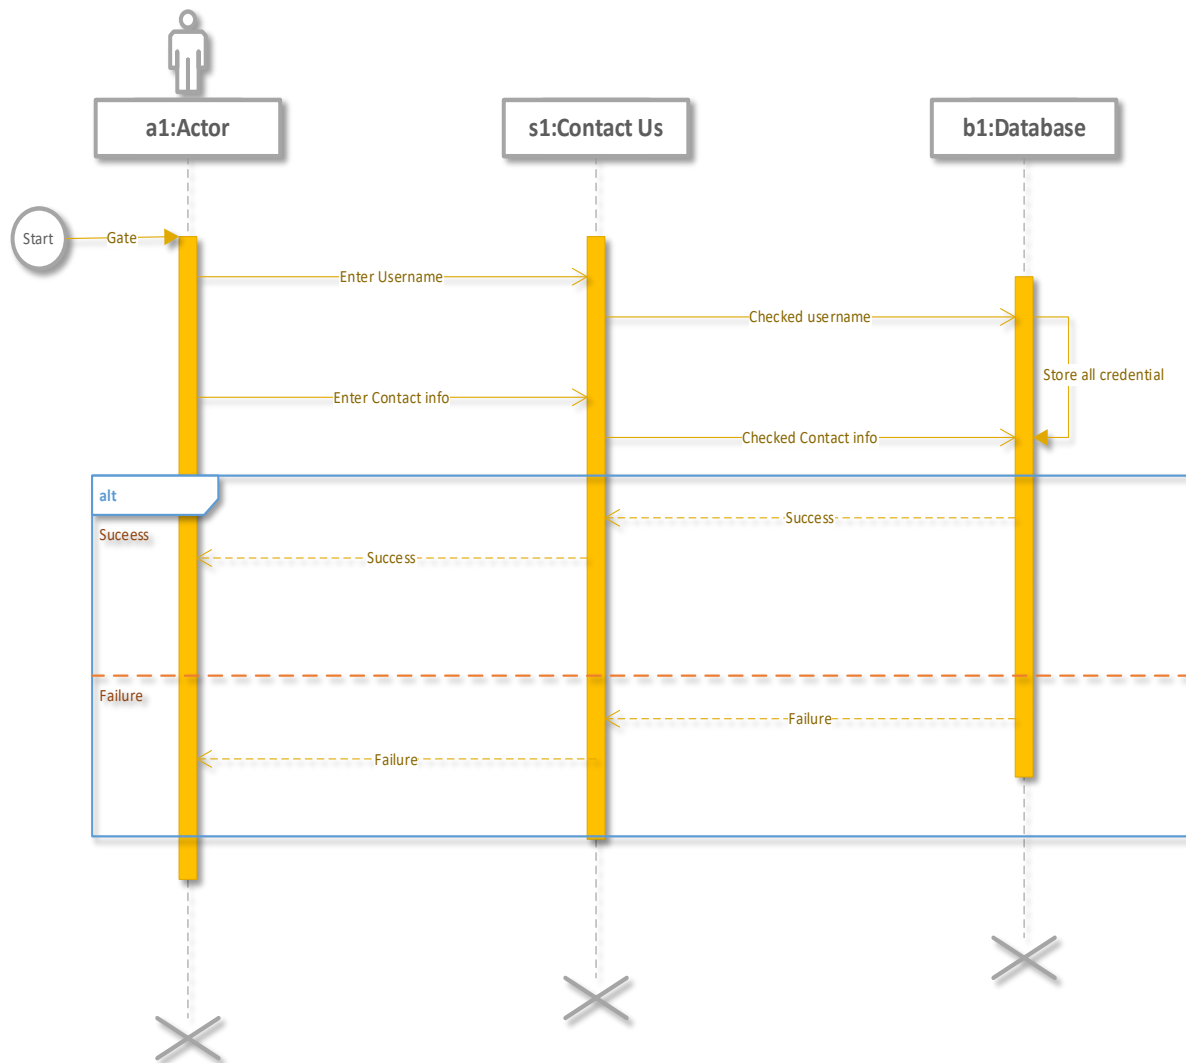 a1:Actor
s1:Contact Us
b1:Database
Start
Gate
Enter Username
Checked username
Store all credential
Enter Contact info
Checked Contact info
alt
Success
Suceess
Success
Failure
Failure
Failure